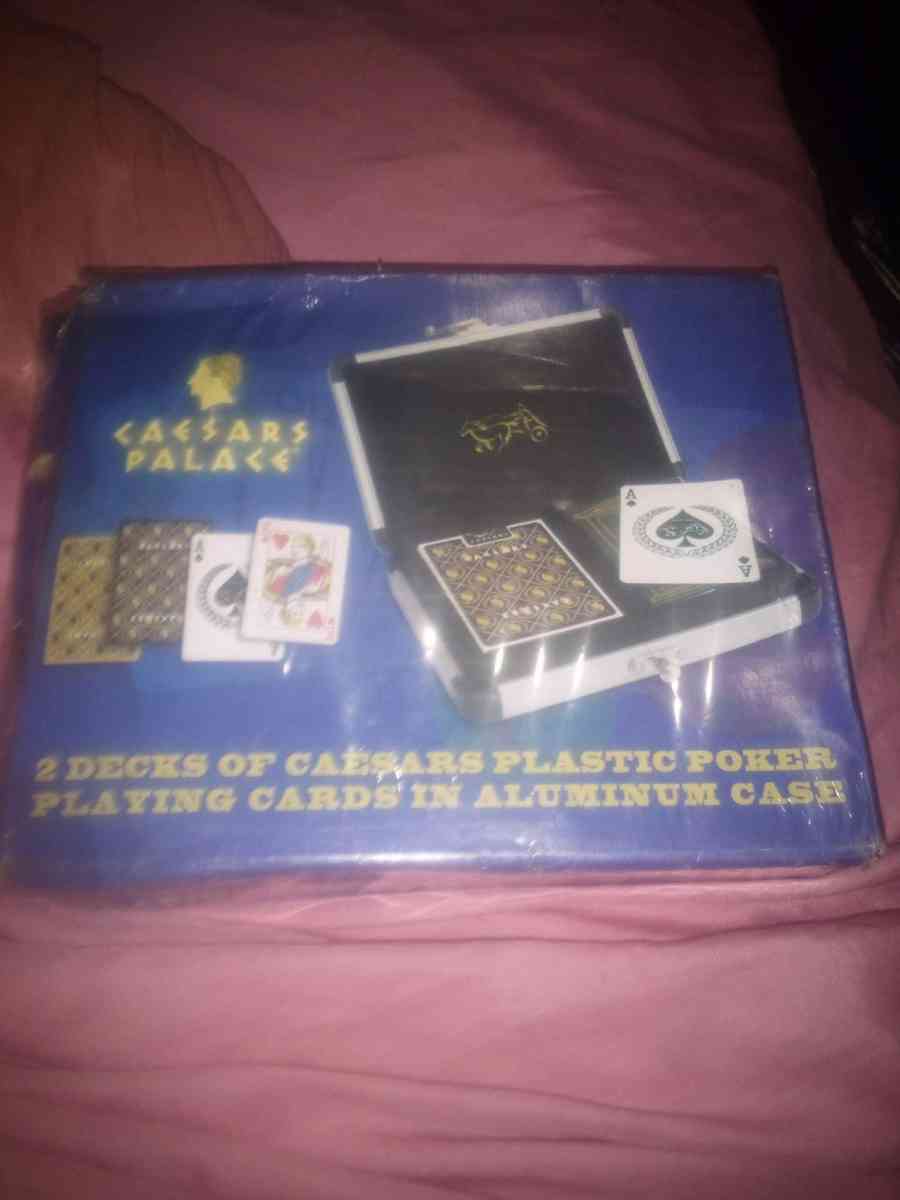 CAESARS
PALACE
2 DECKS OF CAESARS PLASTIC POKER
PLAYING CARDS IN ALUMINUM CASE
A
A
A